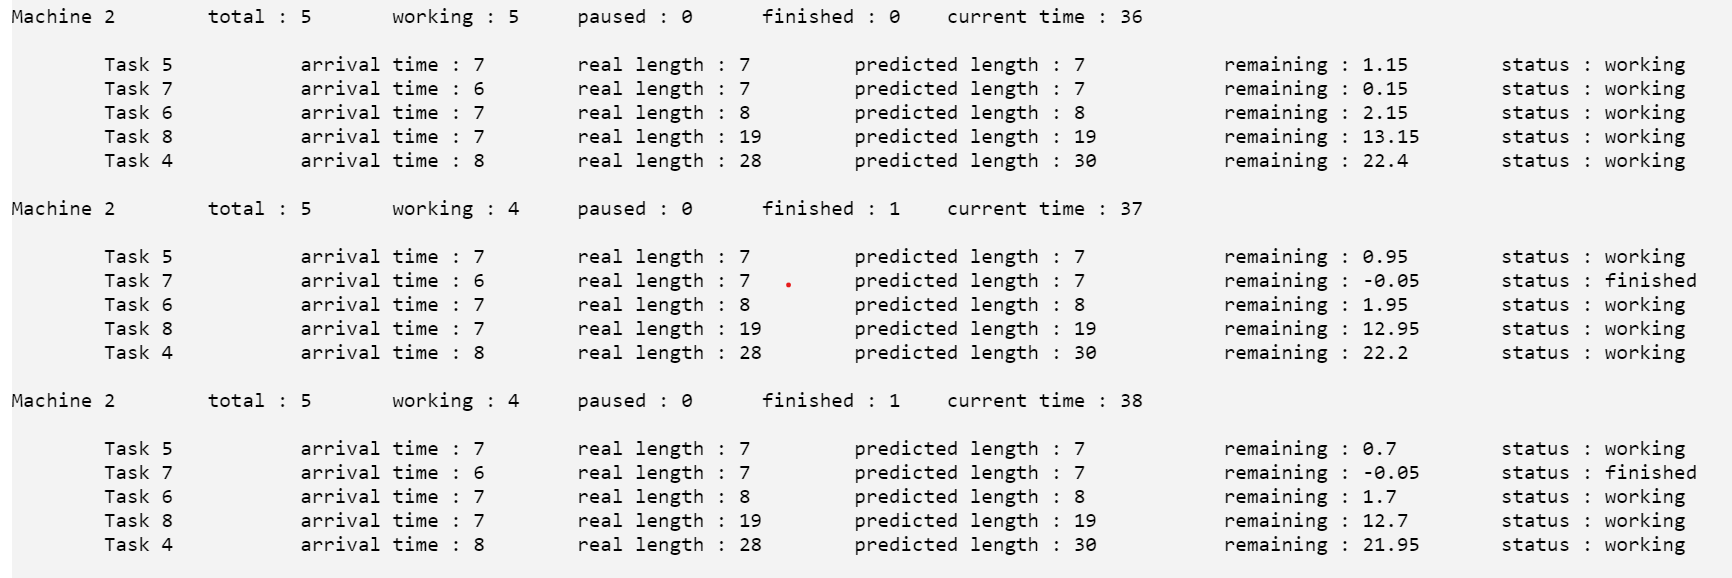 Machine 2 total : 5 working : 5 paused : 0 finished : 0 current time : 36
Task 5 arrival time : 7 real length : 7 predicted length : 7 remaining : 1.15 status : working
Task 7 arrival time : 6 real length : 7 predicted length : 7 remaining : 0.15 status : working
Task 6 arrival time : 7 real length : 8 predicted length : 8 remaining : 2.15 status : working
Task 8 arrival time : 7 real length : 19 predicted length : 19 remaining : 13.15 status : working
Task 4 arrival time : 8 real length : 28 predicted length : 30 remaining : 22.4 status : working
Machine 2 total : 5 working : 4 paused : 0 finished : 1 current time : 37
Task 5 arrival time : 7 real length : 7 predicted length : 7 remaining : 0.95 status : working
Task 7 arrival time : 6 real length : 7 predicted length : 7 remaining : -0.05 status : finished
Task 6 arrival time : 7 real length : 8 predicted length : 8 remaining : 1.95 status : working
Task 8 arrival time : 7 real length : 19 predicted length : 19 remaining : 12.95 status : working
Task 4 arrival time : 8 real length : 28 predicted length : 30 remaining : 22.2 status : working
Machine 2 total : 5 working : 4 paused : 0 finished : 1 current time : 38
Task 5 arrival time : 7 real length : 7 predicted length : 7 remaining : 0.7 status : working
Task 7 arrival time : 6 real length : 7 predicted length : 7 remaining : -0.05 status : finished
Task 6 arrival time : 7 real length : 8 predicted length : 8 remaining : 1.7 status : working
Task 8 arrival time : 7 real length : 19 predicted length : 19 remaining : 12.7 status : working
Task 4 arrival time : 8 real length : 28 predicted length : 30 remaining : 21.95 status : working